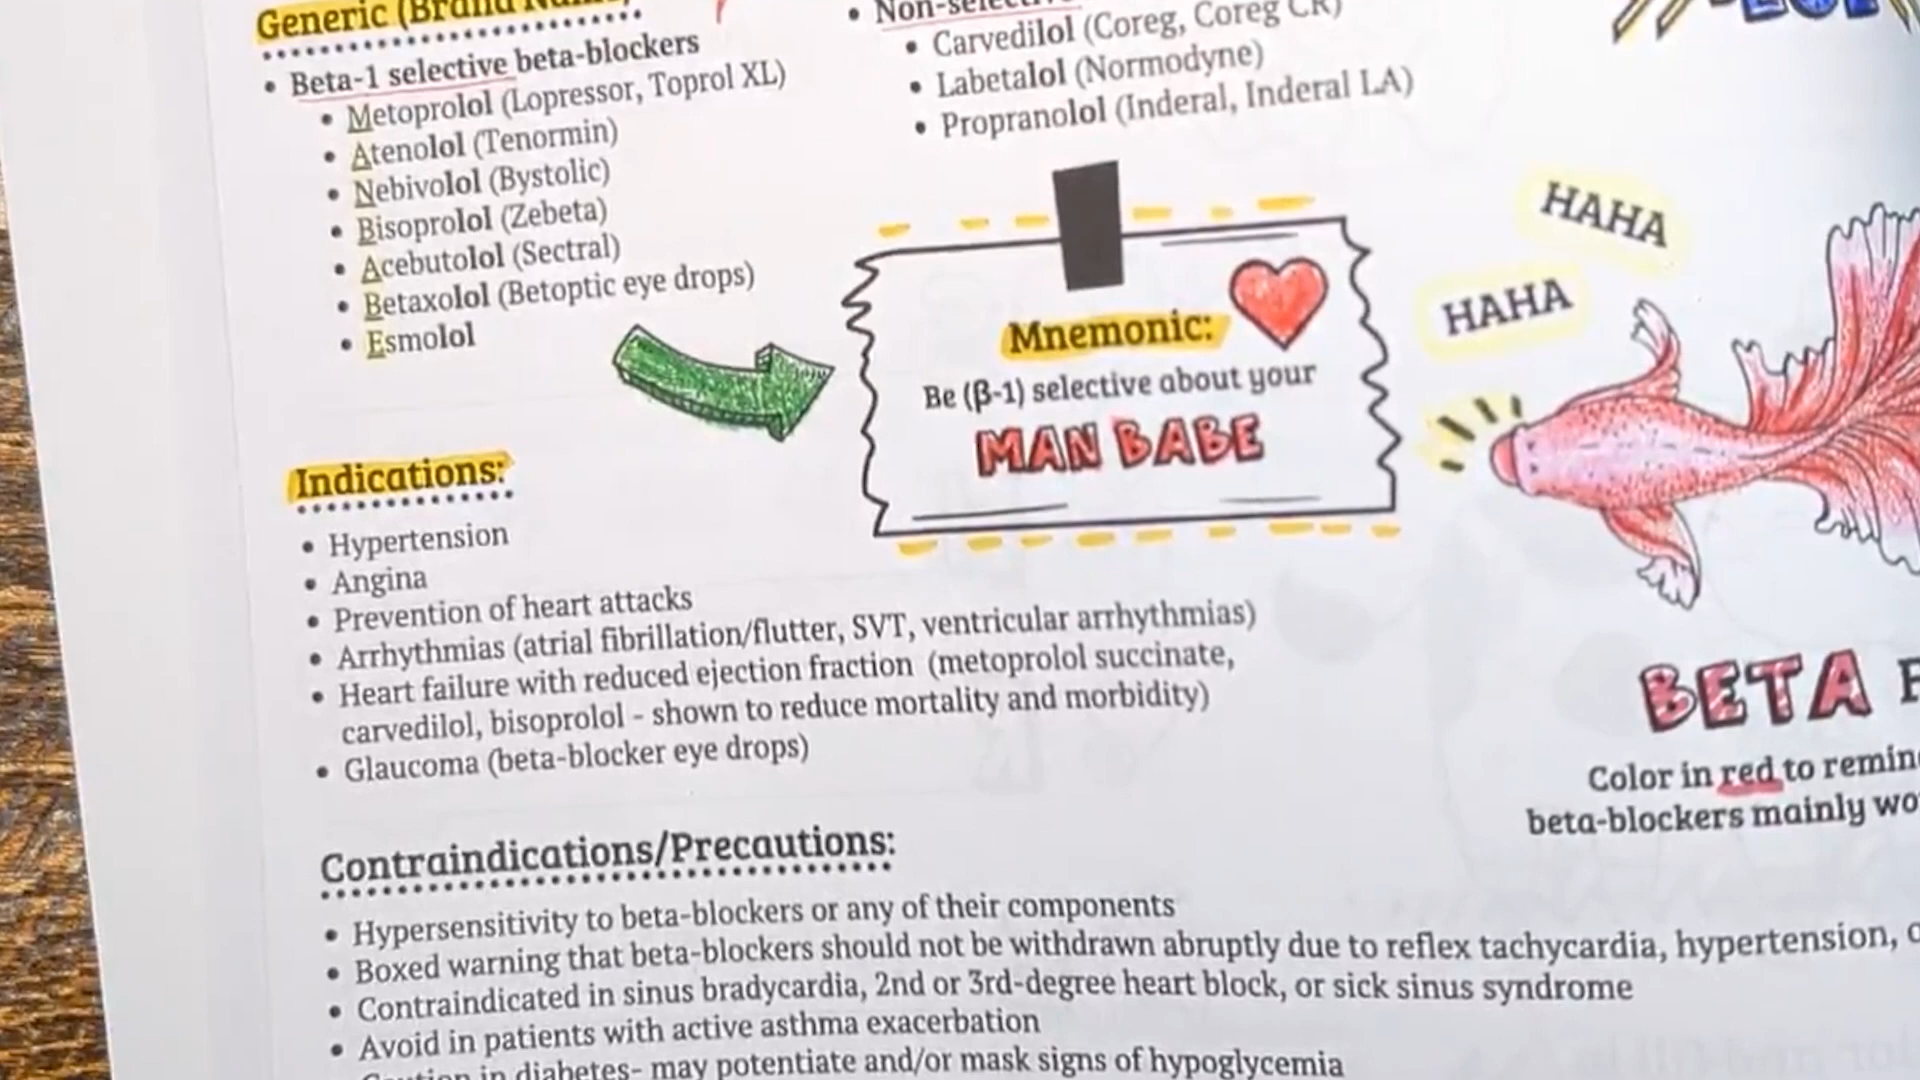 Generic (Brand Name)
• Beta-1 selective beta-blockers
• Metoprolol (Lopressor, Toprol XL)
• Atenolol (Tenormin)
• Nebivolol (Bystolic)
• Bisoprolol (Zebeta)
• Acebutolol (Sectral)
• Betaxolol (Betoptic eye drops)
• Esmolol
• Carvedilol (Coreg, Coreg CR)
• Labetalol (Normodyne)
• Propranolol (Inderal, Inderal LA)
Mnemonic:
Be (β-1) selective about your
MAN BABE
HAHA
HAHA
Indications:
• Hypertension
• Angina
• Prevention of heart attacks
• Arrhythmias (atrial fibrillation/flutter, SVT, ventricular arrhythmias)
• Heart failure with reduced ejection fraction (metoprolol succinate,
carvedilol, bisoprolol - shown to reduce mortality and morbidity)
• Glaucoma (beta-blocker eye drops)
BETA
Color in red to
beta-blockers mainly
Contraindications/Precautions:
• Hypersensitivity to beta-blockers or any of their components
• Boxed warning that beta-blockers should not be withdrawn abruptly due to reflex tachycardia, hypertension,
• Contraindicated in sinus bradycardia, 2nd or 3rd-degree heart block, or sick sinus syndrome
• Avoid in patients with active asthma exacerbation
in diabetes- may potentiate and/or mask signs of hypoglycemia